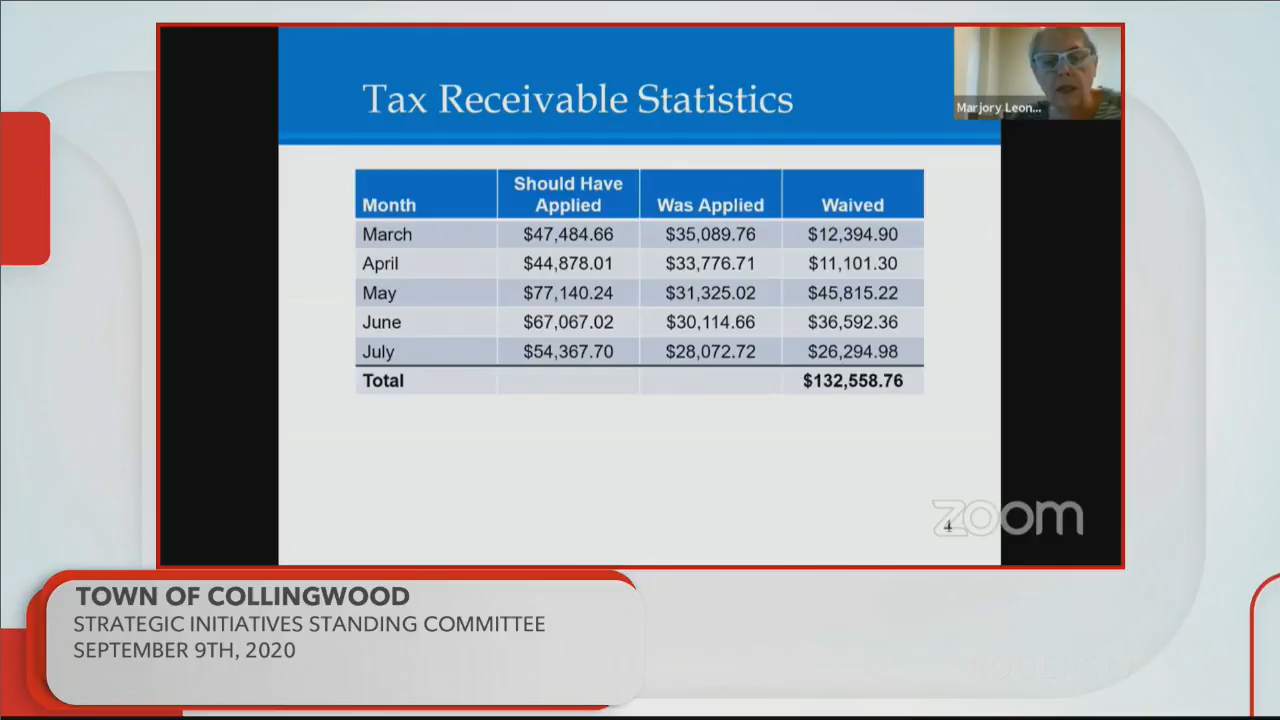 Tax Receivable Statistics
Marjory Leon...
Month Should Have Applied Was Applied Waived
March $47,484.66 $35,089.76 $12,394.90
April $44,878.01 $33,776.71 $11,101.30
May $77,140.24 $31,325.02 $45,815.22
June $67,067.02 $30,114.66 $36,592.36
July $54,367.70 $28,072.72 $26,294.98
Total $132,558.76
zoom
4
TOWN OF COLLINGWOOD
STRATEGIC INITIATIVES STANDING COMMITTEE
SEPTEMBER 9TH, 2020